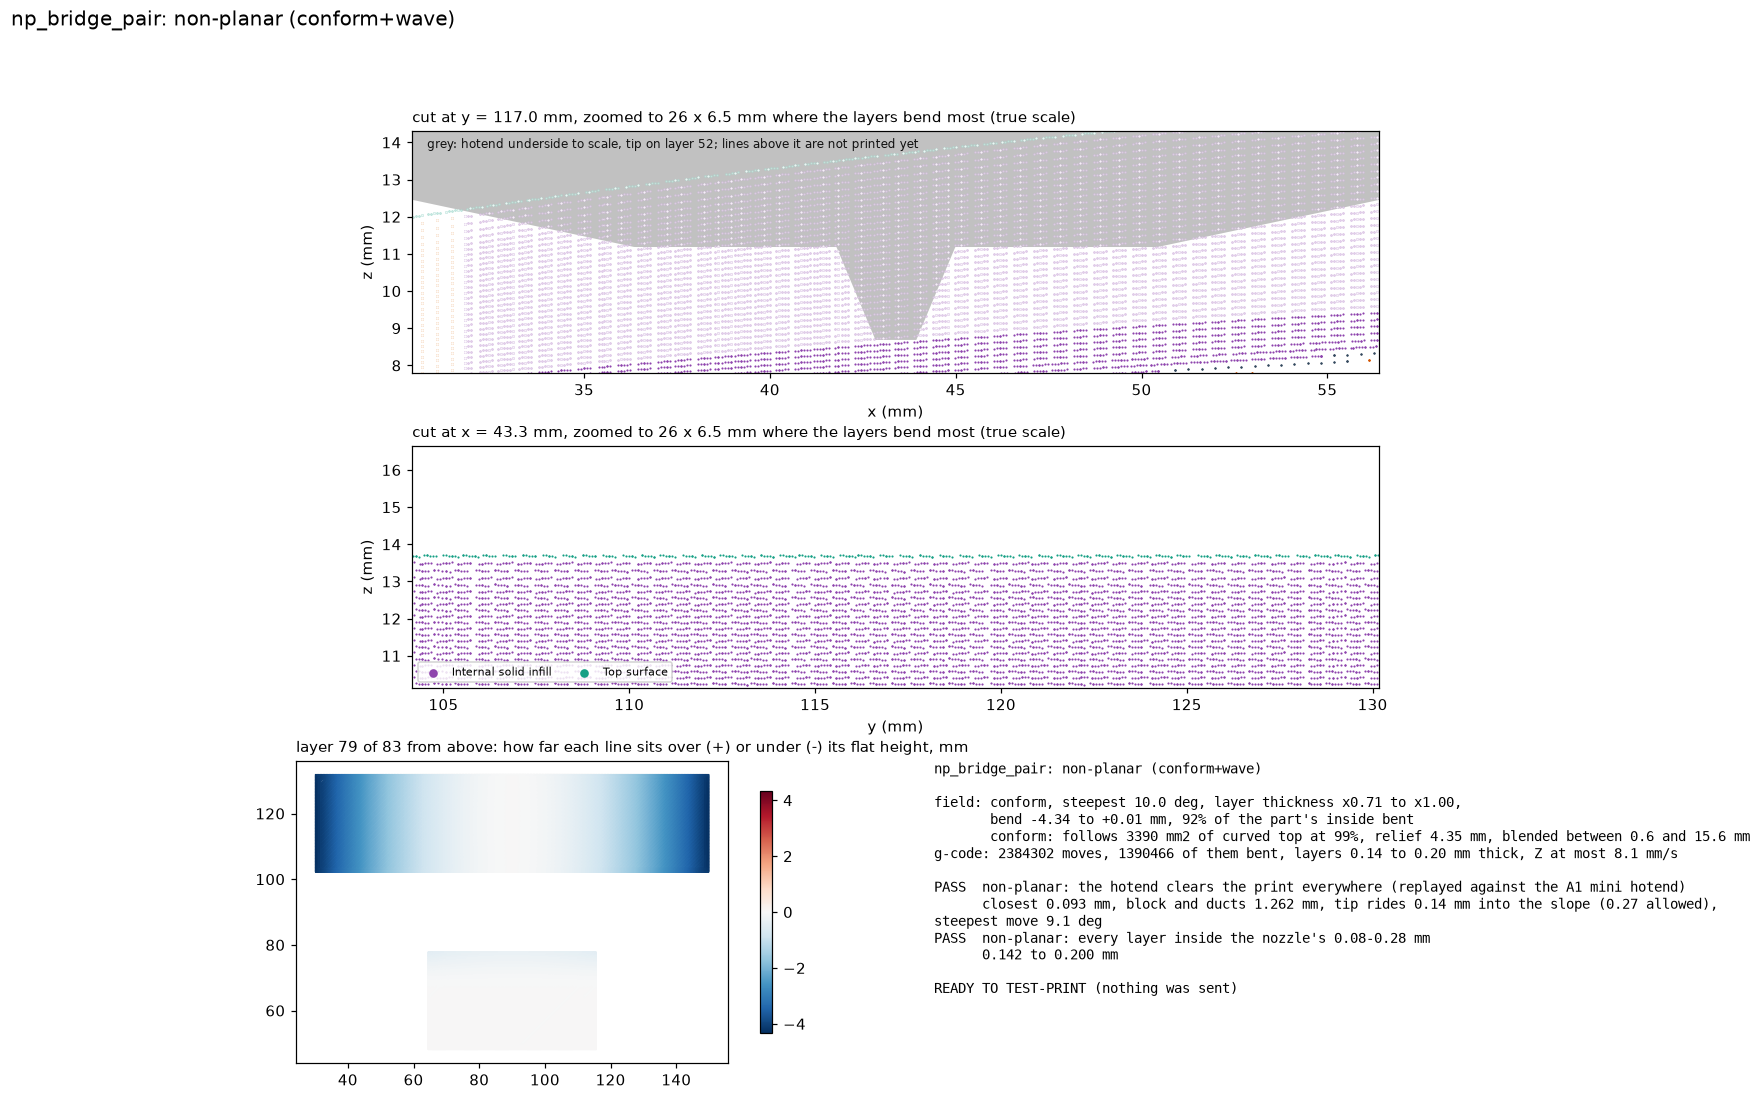 np_bridge_pair: non-planar (conform+wave)
cut at y = 117.0 mm, zoomed to 26 x 6.5 mm where the layers bend most (true scale)
grey: hotend underside to scale, tip on layer 52; lines above it are not printed yet
14
13
12
11
10
9
8
z (mm)
35
40
45
50
55
x (mm)
cut at x = 43.3 mm, zoomed to 26 x 6.5 mm where the layers bend most (true scale)
16
15
14
13
12
11
z (mm)
Internal solid infill
Top surface
105
110
115
120
125
130
y (mm)
layer 79 of 83 from above: how far each line sits over (+) or under (-) its flat height, mm
120
100
80
60
40
60
80
100
120
140
4
2
0
−2
−4
np_bridge_pair: non-planar (conform+wave)
field: conform, steepest 10.0 deg, layer thickness x0.71 to x1.00,
bend -4.34 to +0.01 mm, 92% of the part's inside bent
conform: follows 3390 mm2 of curved top at 99%, relief 4.35 mm, blended between 0.6 and 15.6 mm
g-code: 2384302 moves, 1390466 of them bent, layers 0.14 to 0.20 mm thick, Z at most 8.1 mm/s
PASS  non-planar: the hotend clears the print everywhere (replayed against the A1 mini hotend)
closest 0.093 mm, block and ducts 1.262 mm, tip rides 0.14 mm into the slope (0.27 allowed),
steepest move 9.1 deg
PASS  non-planar: every layer inside the nozzle's 0.08-0.28 mm
0.142 to 0.200 mm
READY TO TEST-PRINT (nothing was sent)